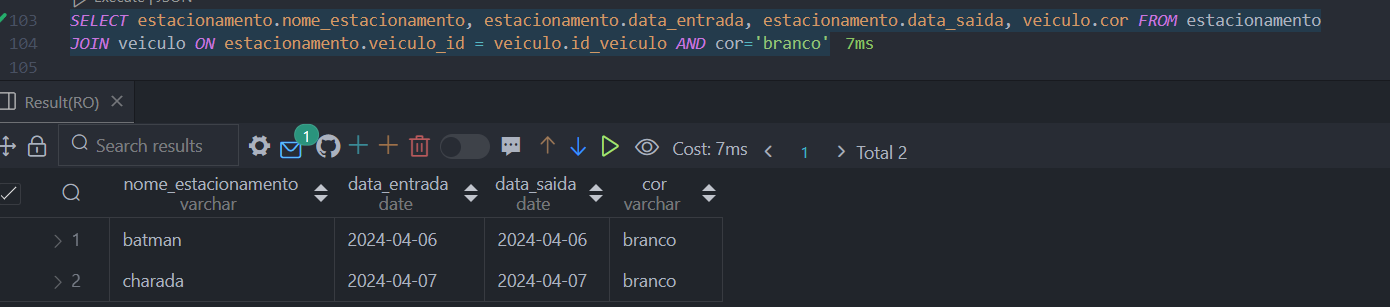 Execute | JSON
103 SELECT estacionamento.nome_estacionamento, estacionamento.data_entrada, estacionamento.data_saida, veiculo.cor FROM estacionamento
104 JOIN veiculo ON estacionamento.veiculo_id = veiculo.id_veiculo AND cor='branco' 7ms
105
Result(RO)
Search results 1 Cost: 7ms 1 Total 2
nome_estacionamento data_entrada data_saida cor
varchar date date varchar
1 batman 2024-04-06 2024-04-06 branco
2 charada 2024-04-07 2024-04-07 branco